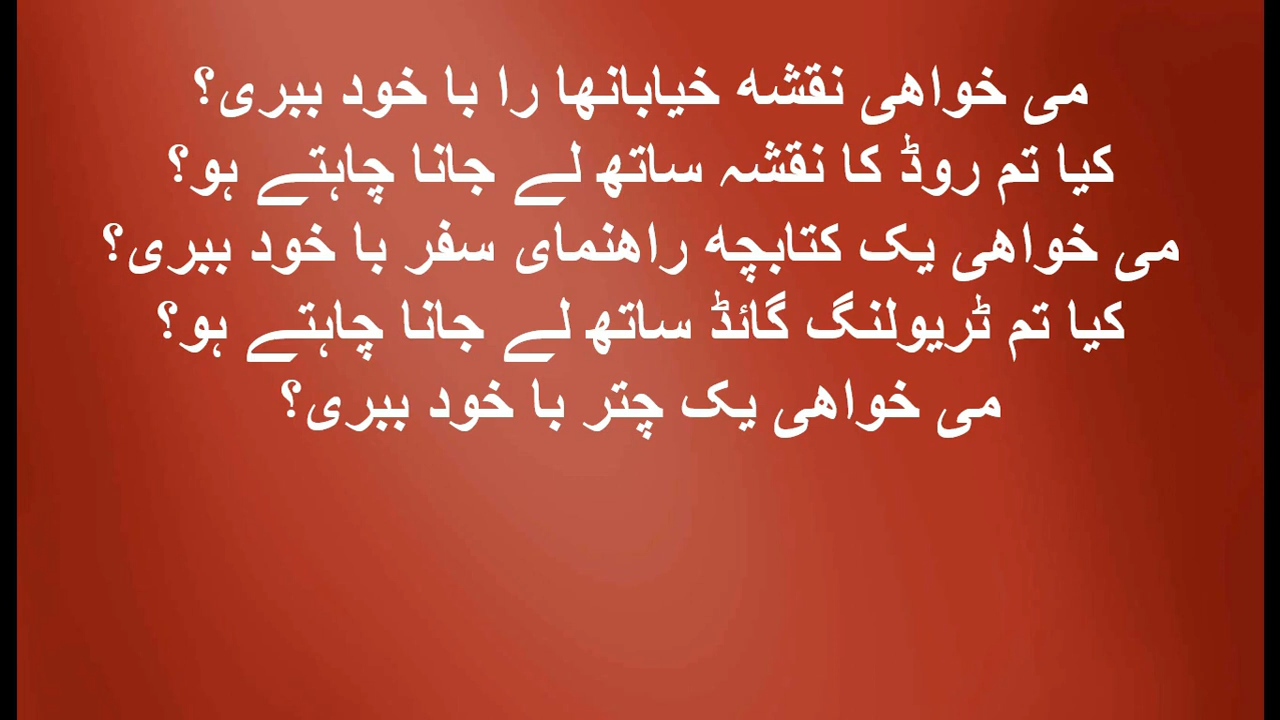 می خواهی نقشه خیابانها را با خود ببری؟
کیا تم روڈ کا نقشہ ساتھ لے جانا چاہتے ہو؟
می خواهی یک کتابچه راهنمای سفر با خود ببری؟
کیا تم ٹریولنگ گائڈ ساتھ لے جانا چاہتے ہو؟
می خواهی یک چتر با خود ببری؟